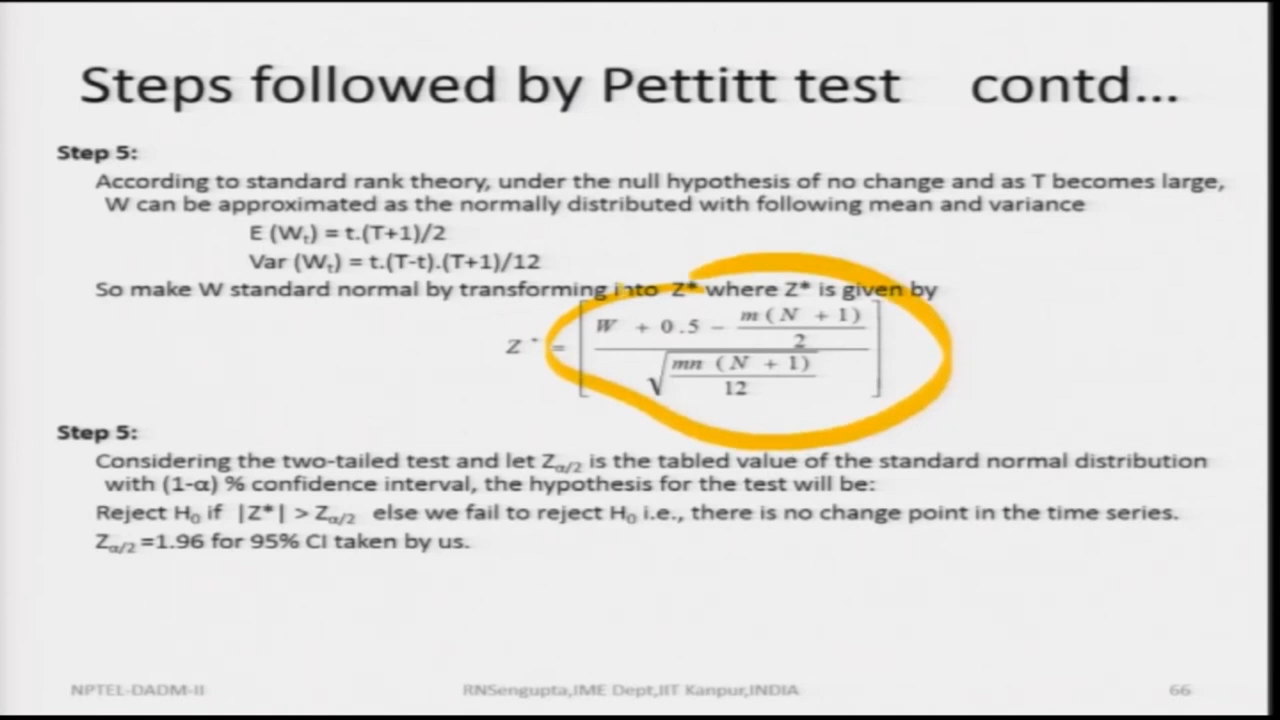 Steps followed by Pettitt test contd...
Step 5:
According to standard rank theory, under the null hypothesis of no change and as T becomes large,
W can be approximated as the normally distributed with following mean and variance
E (Wₜ) = t.(T+1)/2
Var (Wₜ) = t.(T-t).(T+1)/12
So make W standard normal by transforming into Z* where Z* is given by
Z* = [ (W + 0.5 - m(N + 1)/2) / √(mn (N + 1)/12) ]
Step 5:
Considering the two-tailed test and let Zα/2 is the tabled value of the standard normal distribution
with (1-α) % confidence interval, the hypothesis for the test will be:
Reject H₀ if |Z*| > Zα/2 else we fail to reject H₀ i.e., there is no change point in the time series.
Zα/2 =1.96 for 95% CI taken by us.
NPTEL-DADM-II RNSengupta,IME Dept,IIT Kanpur,INDIA 66